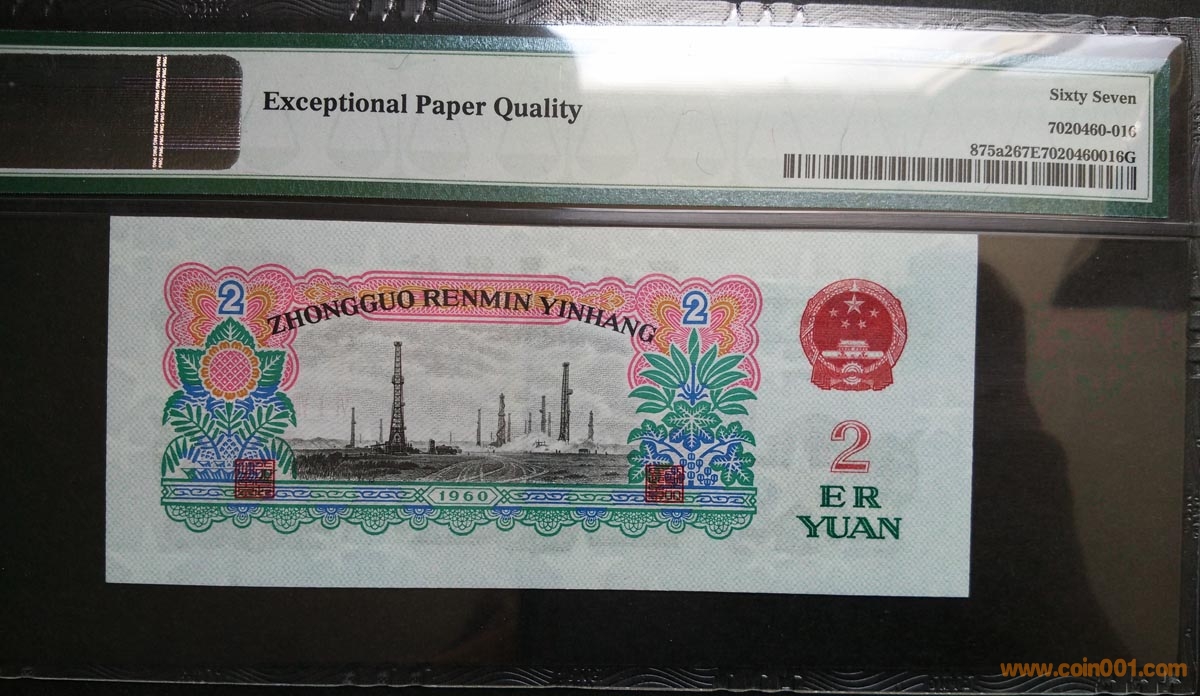 Exceptional Paper Quality
Sixty Seven
7020460-016
875a267E7020460016G
2
ZHONGGUO RENMIN YINHANG
2
2
ER
YUAN
1960
www.coin001.com